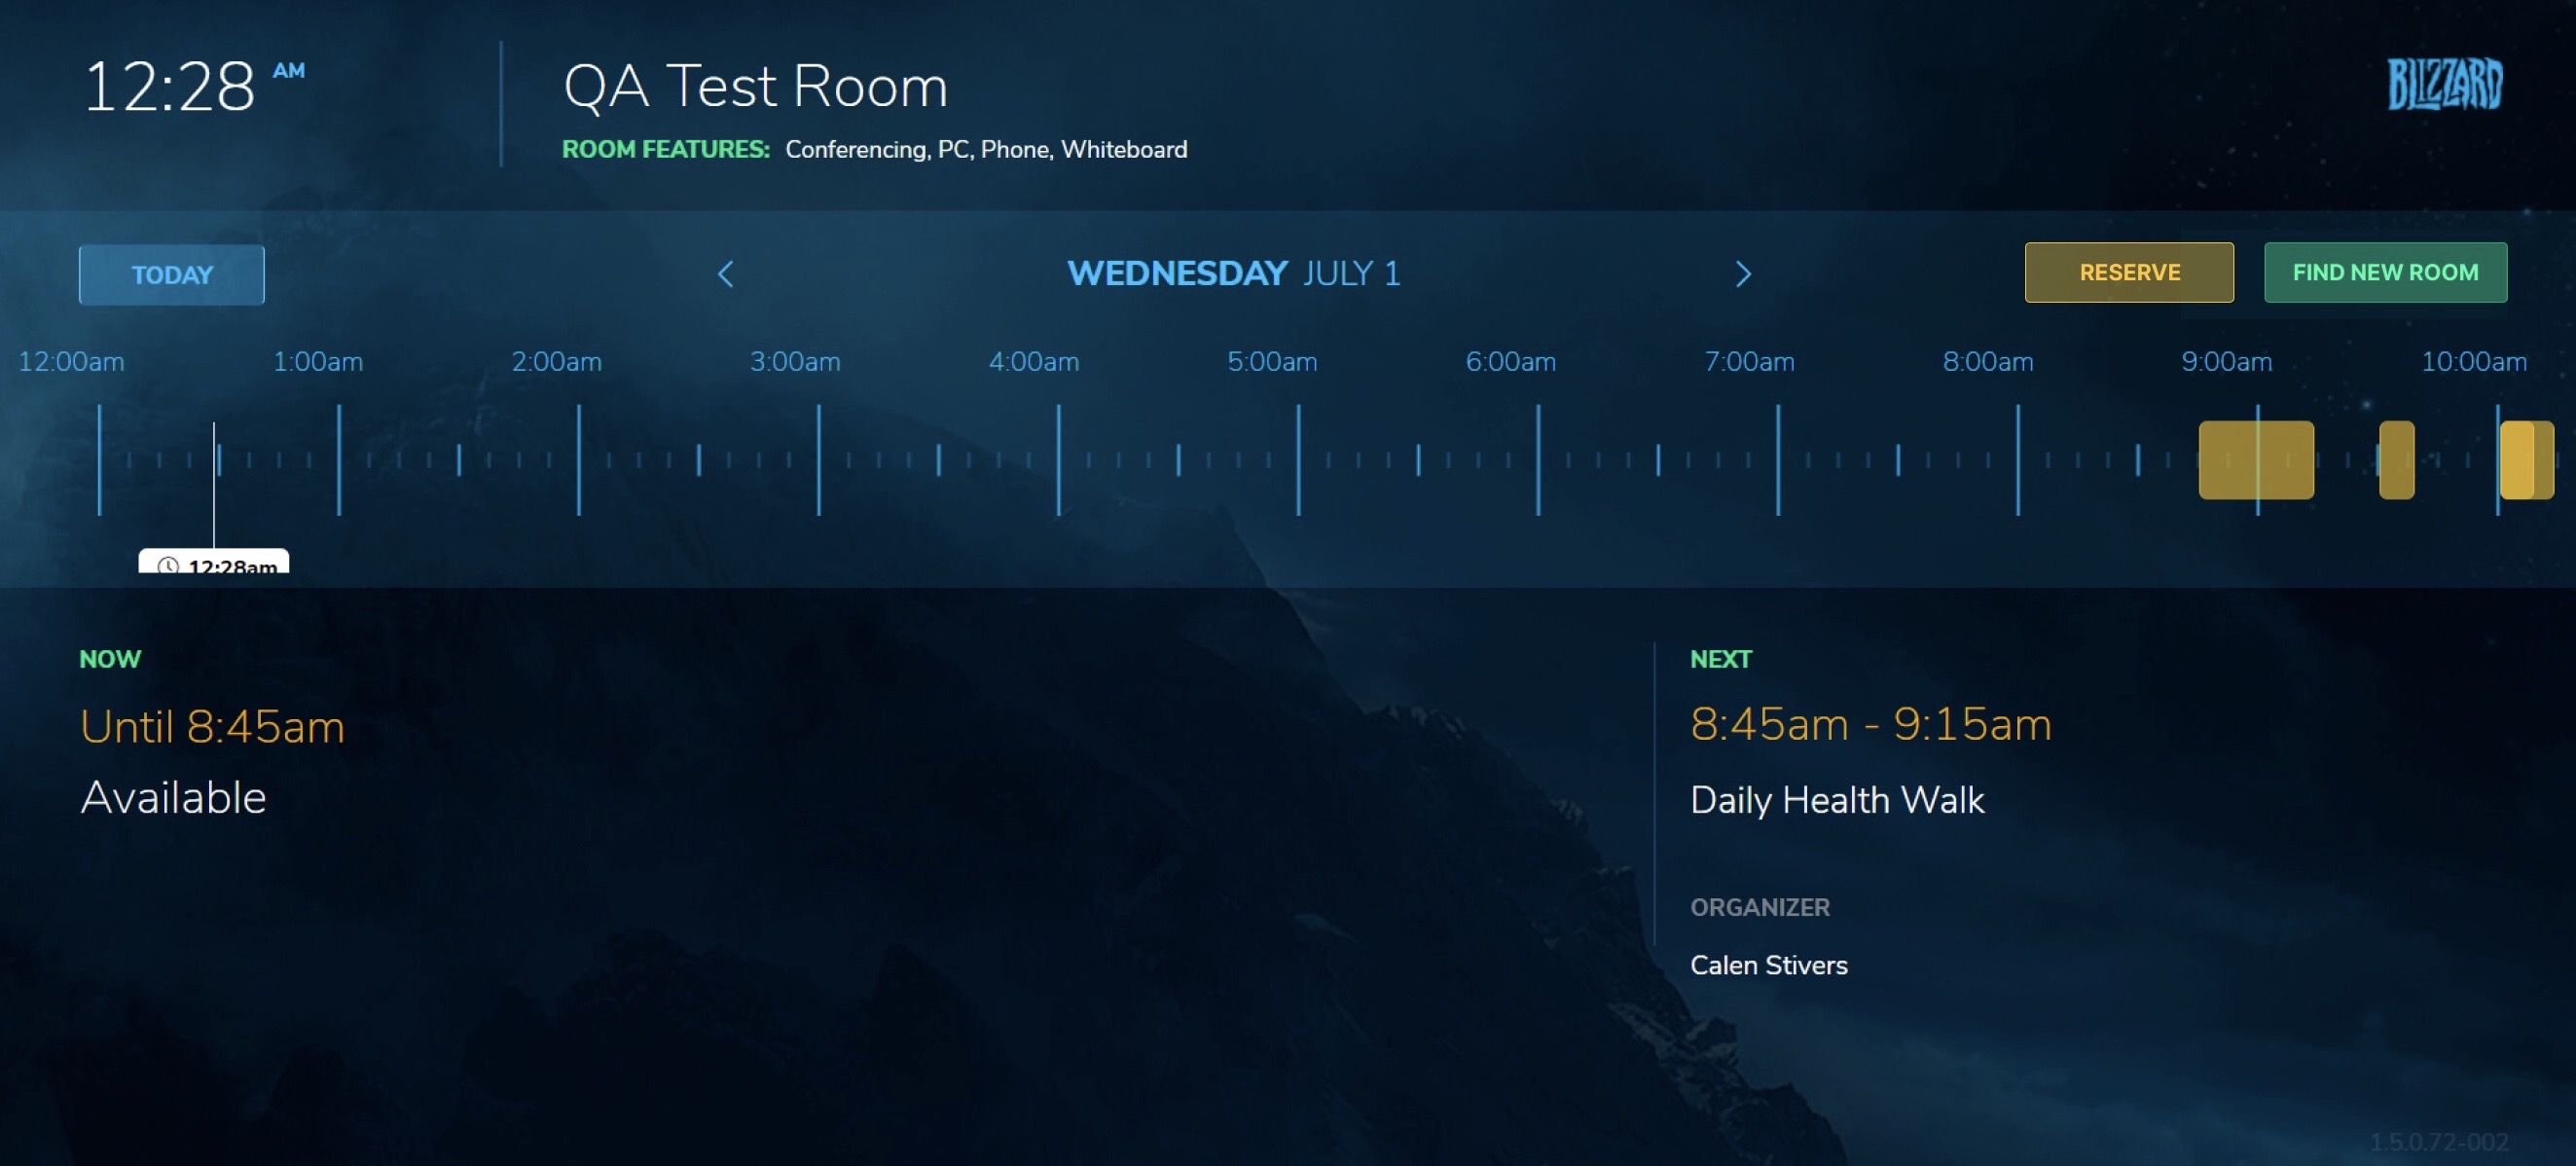 12:28 AM
QA Test Room
ROOM FEATURES: Conferencing, PC, Phone, Whiteboard
BLIZZARD
TODAY
WEDNESDAY JULY 1
RESERVE
FIND NEW ROOM
12:00am 1:00am 2:00am 3:00am 4:00am 5:00am 6:00am 7:00am 8:00am 9:00am 10:00am
12:28am
NOW
Until 8:45am
Available
NEXT
8:45am - 9:15am
Daily Health Walk
ORGANIZER
Calen Stivers
1.5.0.72-002